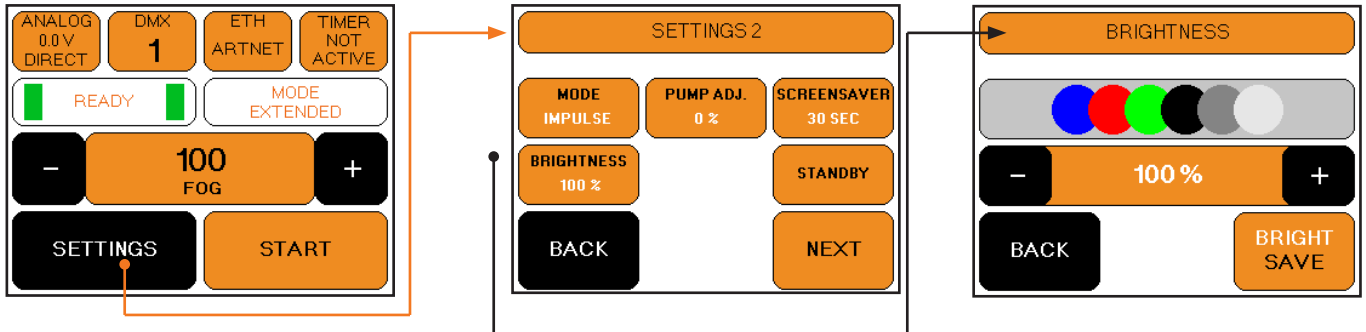 ANALOG
0.0 V
DIRECT
DMX
1
ETH
ARTNET
TIMER
NOT
ACTIVE
READY
MODE
EXTENDED
-
100
FOG
+
SETTINGS
START
SETTINGS 2
MODE
IMPULSE
PUMP ADJ.
0 %
SCREENSAVER
30 SEC
BRIGHTNESS
100 %
STANDBY
BACK
NEXT
BRIGHTNESS
-
100 %
+
BACK
BRIGHT
SAVE